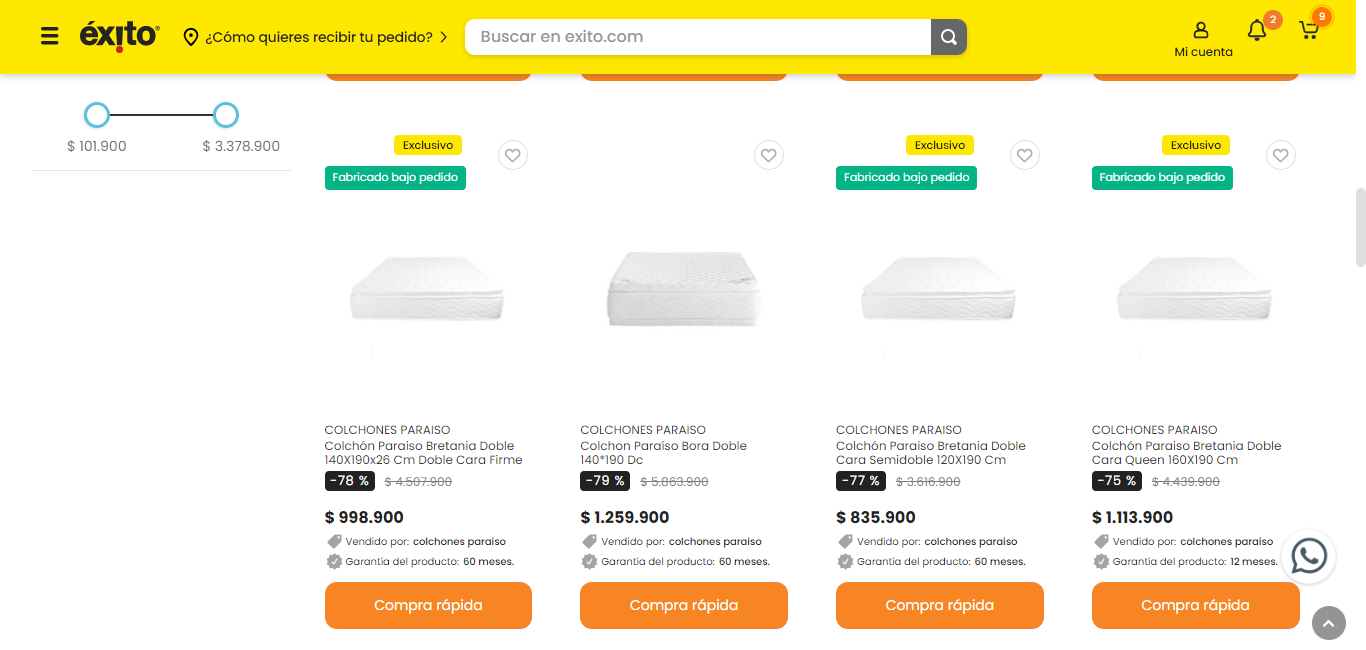 éxito
¿Cómo quieres recibir tu pedido?
Buscar en exito.com
Mi cuenta
2
9
$ 101.900
$ 3.378.900
Exclusivo
Fabricado bajo pedido
COLCHONES PARAISO
Colchón Paraiso Bretania Doble
140X190x26 Cm Doble Cara Firme
-78 %
$ 4.507.900
$ 998.900
Vendido por: colchones paraiso
Garantía del producto: 60 meses.
Compra rápida
COLCHONES PARAISO
Colchon Paraíso Bora Doble
140*190 Dc
-79 %
$ 5.863.900
$ 1.259.900
Vendido por: colchones paraiso
Garantía del producto: 60 meses.
Compra rápida
Exclusivo
Fabricado bajo pedido
COLCHONES PARAISO
Colchón Paraiso Bretania Doble
Cara Semidoble 120X190 Cm
-77 %
$ 3.616.900
$ 835.900
Vendido por: colchones paraiso
Garantía del producto: 60 meses.
Compra rápida
Exclusivo
Fabricado bajo pedido
COLCHONES PARAISO
Colchón Paraiso Bretania Doble
Cara Queen 160X190 Cm
-75 %
$ 4.439.900
$ 1.113.900
Vendido por: colchones paraiso
Garantía del producto: 12 meses.
Compra rápida